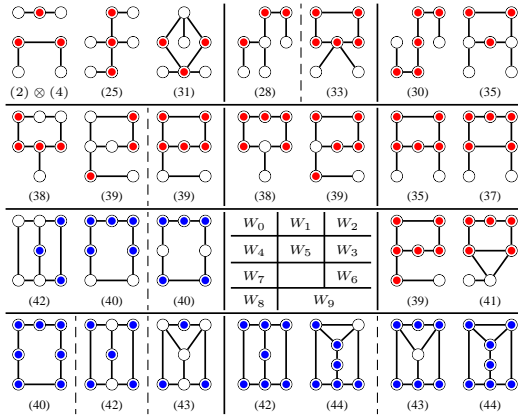 (2) ⊗ (4) (25) (31) (28) (33) (30) (35)
(38) (39) (39) (38) (39) (35) (37)
W₀ W₁ W₂
W₄ W₅ W₃
W₇ W₆
W₈ W₉
(42) (40) (40) (39) (41)
(40) (42) (43) (42) (44) (43) (44)